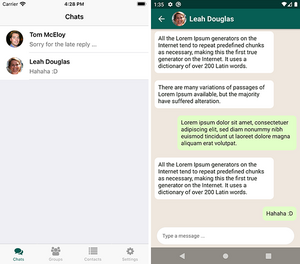 Carrier
4:28 PM
Chats
Tom McEloy
Sorry for the late reply ...
Leah Douglas
Hahaha :D
Chats
Groups
Contacts
Settings
1:35
Leah Douglas
All the Lorem Ipsum generators on the
Internet tend to repeat predefined chunks
as necessary, making this the first true
generator on the Internet. It uses a
dictionary of over 200 Latin words.
There are many variations of passages of
Lorem Ipsum available, but the majority
have suffered alteration.
Lorem ipsum dolor sit amet, consectetuer
adipiscing elit, sed diam nonummy nibh
euismod tincidunt ut laoreet dolore magna
aliquam erat volutpat.
All the Lorem Ipsum generators on the
Internet tend to repeat predefined chunks
as necessary, making this the first true
generator on the Internet. It uses a
dictionary of over 200 Latin words.
Hahaha :D
Type a message ...